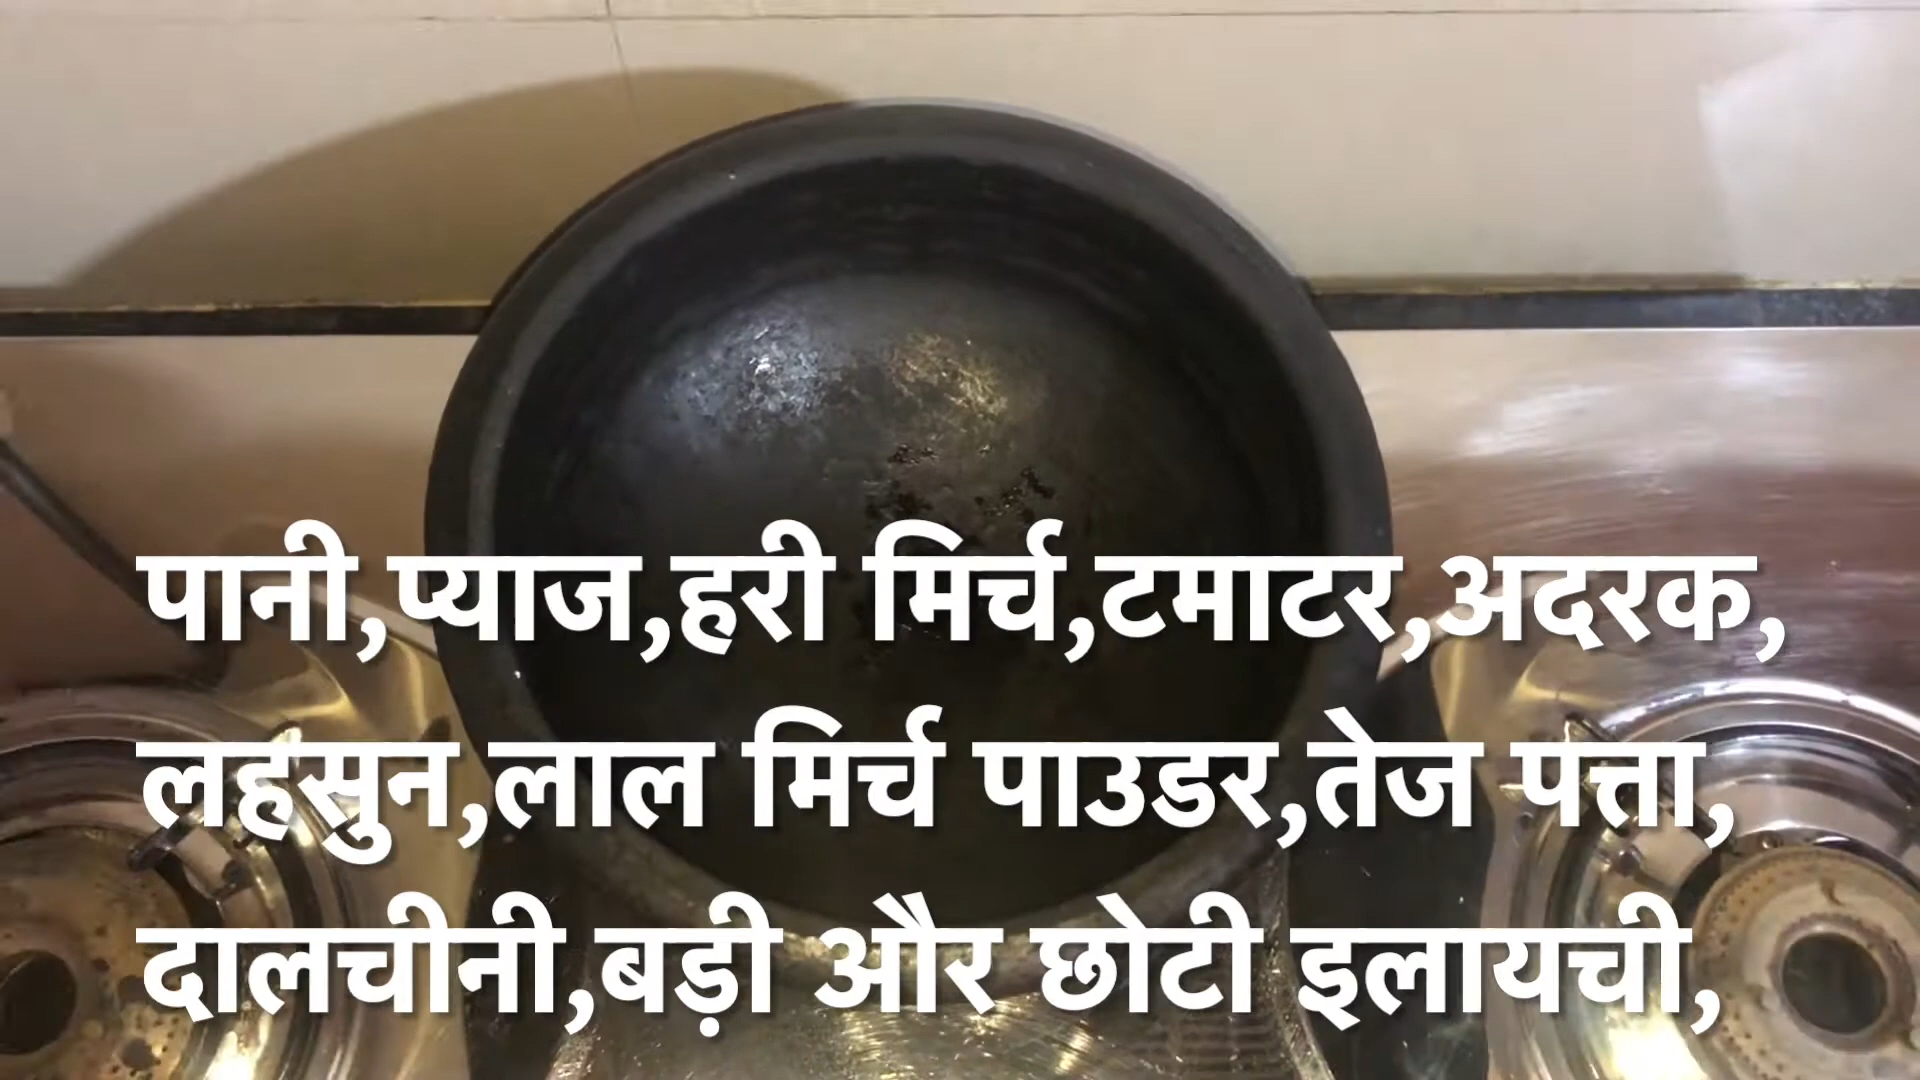 पानी,प्याज,हरी मिर्च,टमाटर,अदरक,
लहसुन,लाल मिर्च पाउडर,तेज पत्ता,
दालचीनी,बड़ी और छोटी इलायची,